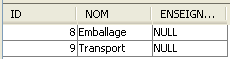 ID NOM ENSEIGN...
8 Emballage NULL
9 Transport NULL